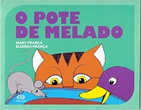 O POTE
DE MELADO
MARY FRANÇA
ELIARDO FRANÇA